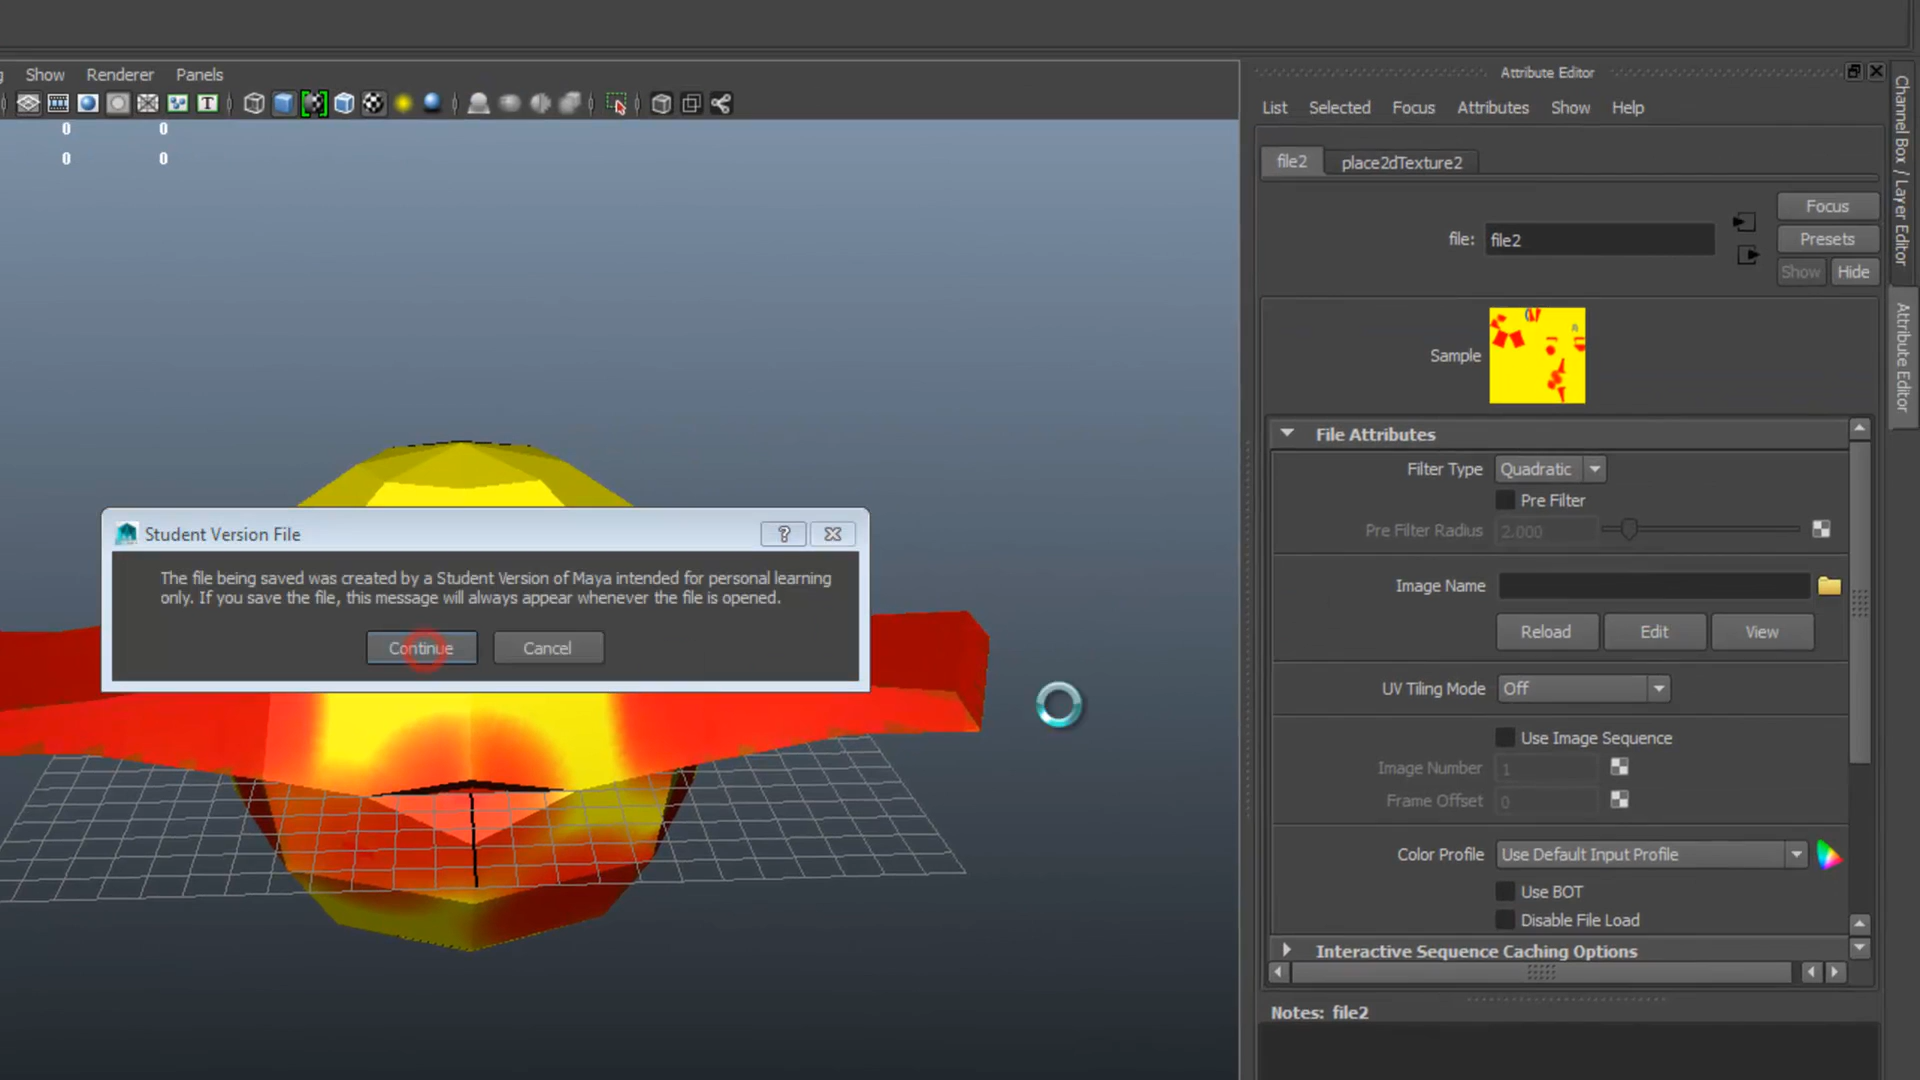 Show Renderer Panels
T
0 0
0 0
Attribute Editor
List Selected Focus Attributes Show Help
file2 place2dTexture2
Focus
file: file2
Presets
Show Hide
Sample
File Attributes
Filter Type Quadratic
Pre Filter
Pre Filter Radius 2.000
Image Name
Reload Edit View
UV Tiling Mode Off
Use Image Sequence
Image Number 1
Frame Offset 0
Color Profile Use Default Input Profile
Use BOT
Disable File Load
Interactive Sequence Caching Options
Notes: file2
Channel Box / Layer Editor
Attribute Editor
Student Version File
?
The file being saved was created by a Student Version of Maya intended for personal learning
only. If you save the file, this message will always appear whenever the file is opened.
Continue Cancel